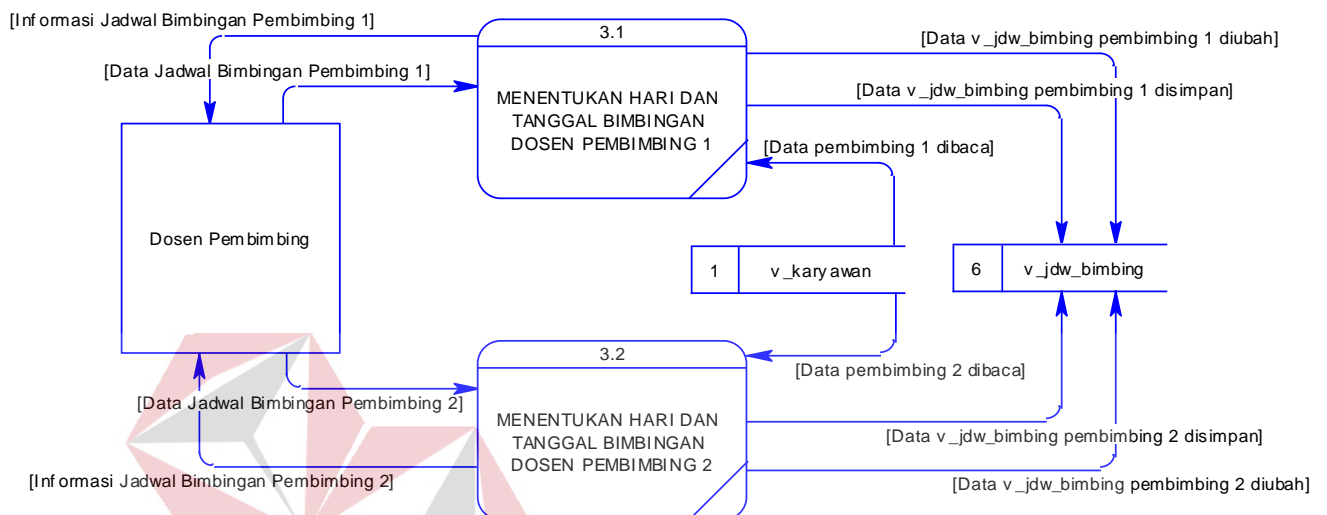 [Informasi Jadwal Bimbingan Pembimbing 1]
3.1
[Data v_jdw_bimbing pembimbing 1 diubah]
[Data Jadwal Bimbingan Pembimbing 1]
[Data v_jdw_bimbing pembimbing 1 disimpan]
MENENTUKAN HARI DAN
TANGGAL BIMBINGAN
DOSEN PEMBIMBING 1
[Data pembimbing 1 dibaca]
Dosen Pembimbing
1 v_karyawan
6 v_jdw_bimbing
3.2
[Data pembimbing 2 dibaca]
[Data Jadwal Bimbingan Pembimbing 2]
MENENTUKAN HARI DAN
TANGGAL BIMBINGAN
DOSEN PEMBIMBING 2
[Data v_jdw_bimbing pembimbing 2 disimpan]
[Informasi Jadwal Bimbingan Pembimbing 2]
[Data v_jdw_bimbing pembimbing 2 diubah]